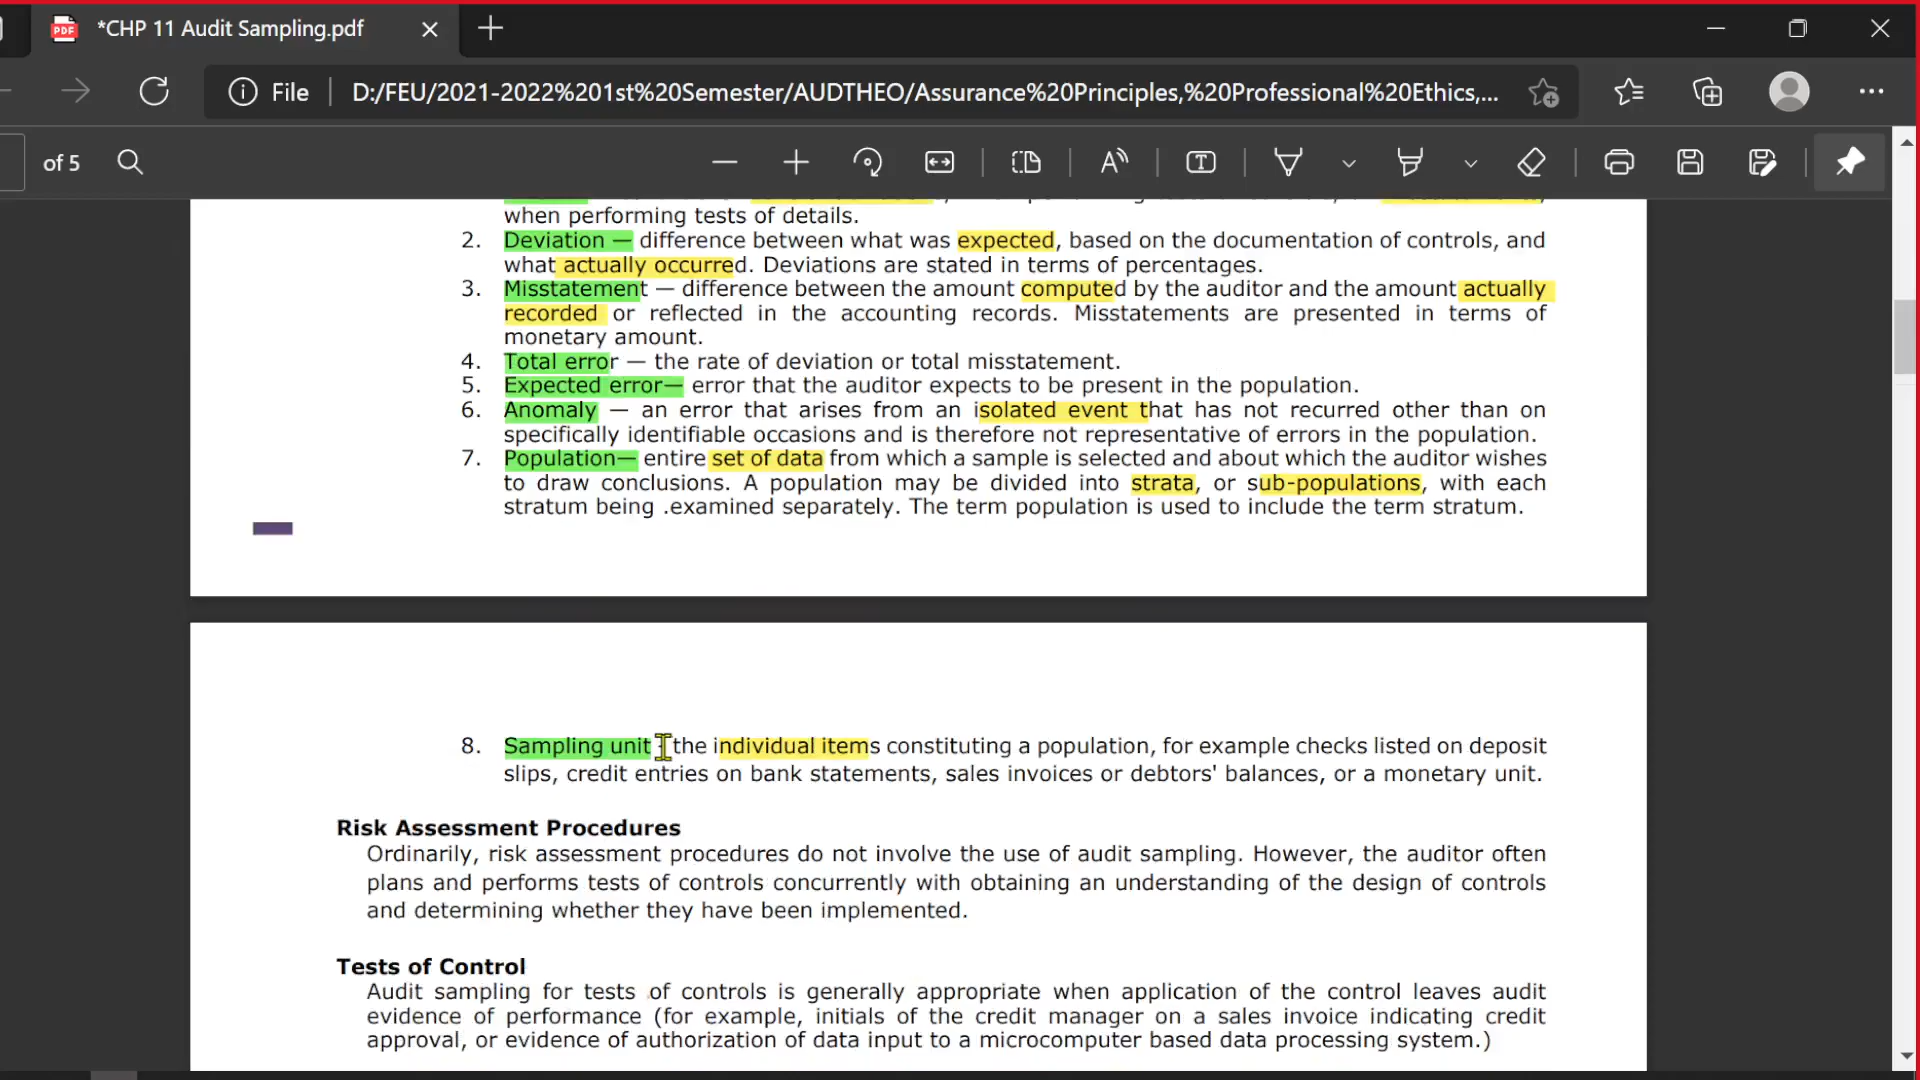 *CHP 11 Audit Sampling.pdf
File
D:/FEU/2021-2022%201st%20Semester/AUDTHEO/Assurance%20Principles,%20Professional%20Ethics,...
of 5
when performing tests of details.
2. Deviation — difference between what was expected, based on the documentation of controls, and
what actually occurred. Deviations are stated in terms of percentages.
3. Misstatement — difference between the amount computed by the auditor and the amount actually
recorded or reflected in the accounting records. Misstatements are presented in terms of
monetary amount.
4. Total error — the rate of deviation or total misstatement.
5. Expected error— error that the auditor expects to be present in the population.
6. Anomaly — an error that arises from an isolated event that has not recurred other than on
specifically identifiable occasions and is therefore not representative of errors in the population.
7. Population— entire set of data from which a sample is selected and about which the auditor wishes
to draw conclusions. A population may be divided into strata, or sub-populations, with each
stratum being .examined separately. The term population is used to include the term stratum.
8. Sampling unit - the individual items constituting a population, for example checks listed on deposit
slips, credit entries on bank statements, sales invoices or debtors' balances, or a monetary unit.
Risk Assessment Procedures
Ordinarily, risk assessment procedures do not involve the use of audit sampling. However, the auditor often
plans and performs tests of controls concurrently with obtaining an understanding of the design of controls
and determining whether they have been implemented.
Tests of Control
Audit sampling for tests of controls is generally appropriate when application of the control leaves audit
evidence of performance (for example, initials of the credit manager on a sales invoice indicating credit
approval, or evidence of authorization of data input to a microcomputer based data processing system.)